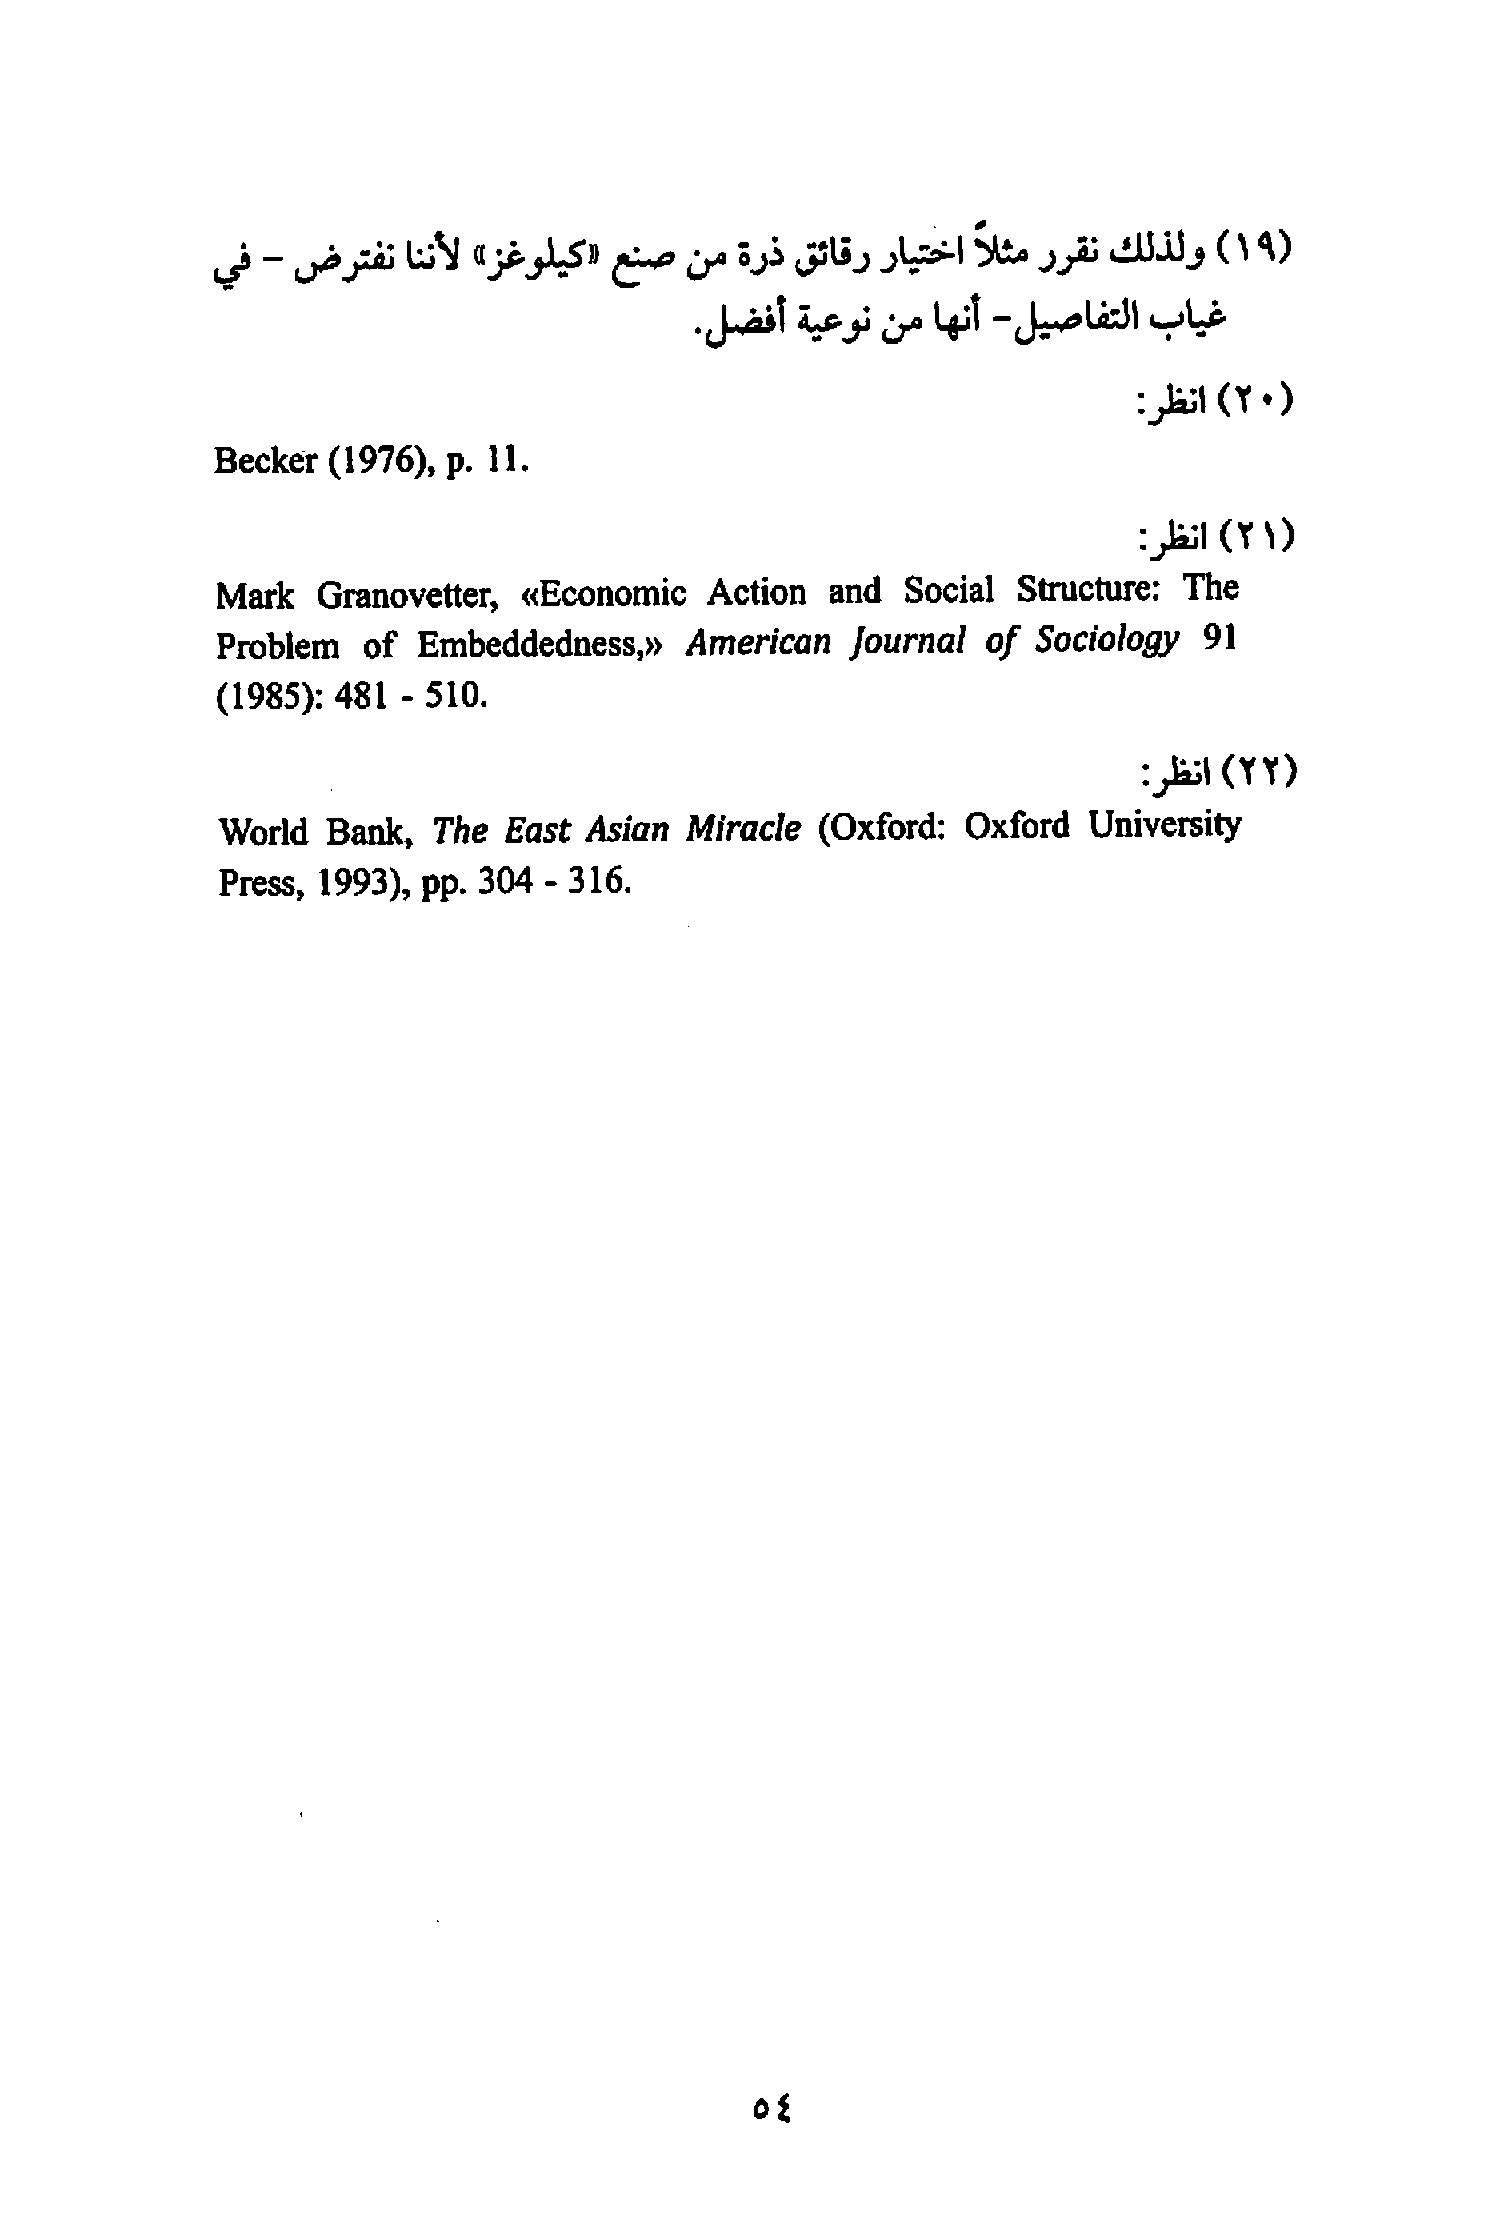 (١٩) ولذلك نقرر مثلاً اختيار رقائق ذرة من صنع «كيلوغز» لأننا نفترض - في
غياب التفاصيل- أنها من نوعية أفضل.
(٢٠) انظر:
Becker (1976), p. 11.
(٢١) انظر:
Mark Granovetter, «Economic Action and Social Structure: The
Problem of Embeddedness,» American Journal of Sociology 91
(1985): 481 - 510.
(٢٢) انظر:
World Bank, The East Asian Miracle (Oxford: Oxford University
Press, 1993), pp. 304 - 316.
٥٤